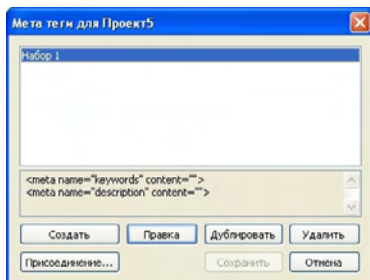 Мета теги для Проект5
Набор 1
<meta name="keywords" content="">
<meta name="description" content="">
Создать Правка Дублировать Удалить
Присоединение... Сохранить Отмена